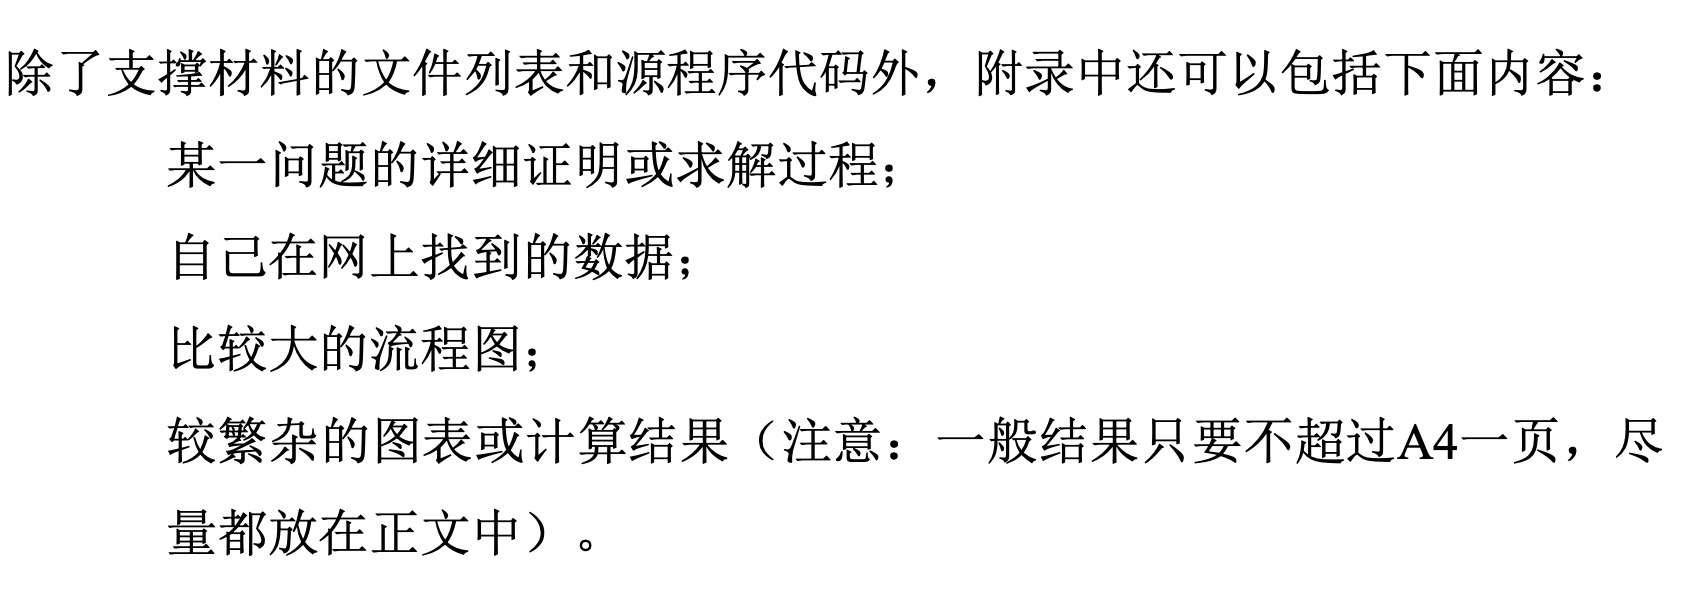 除了支撑材料的文件列表和源程序代码外，附录中还可以包括下面内容：
某一问题的详细证明或求解过程；
自己在网上找到的数据；
比较大的流程图；
较繁杂的图表或计算结果（注意：一般结果只要不超过A4一页，尽
量都放在正文中）。